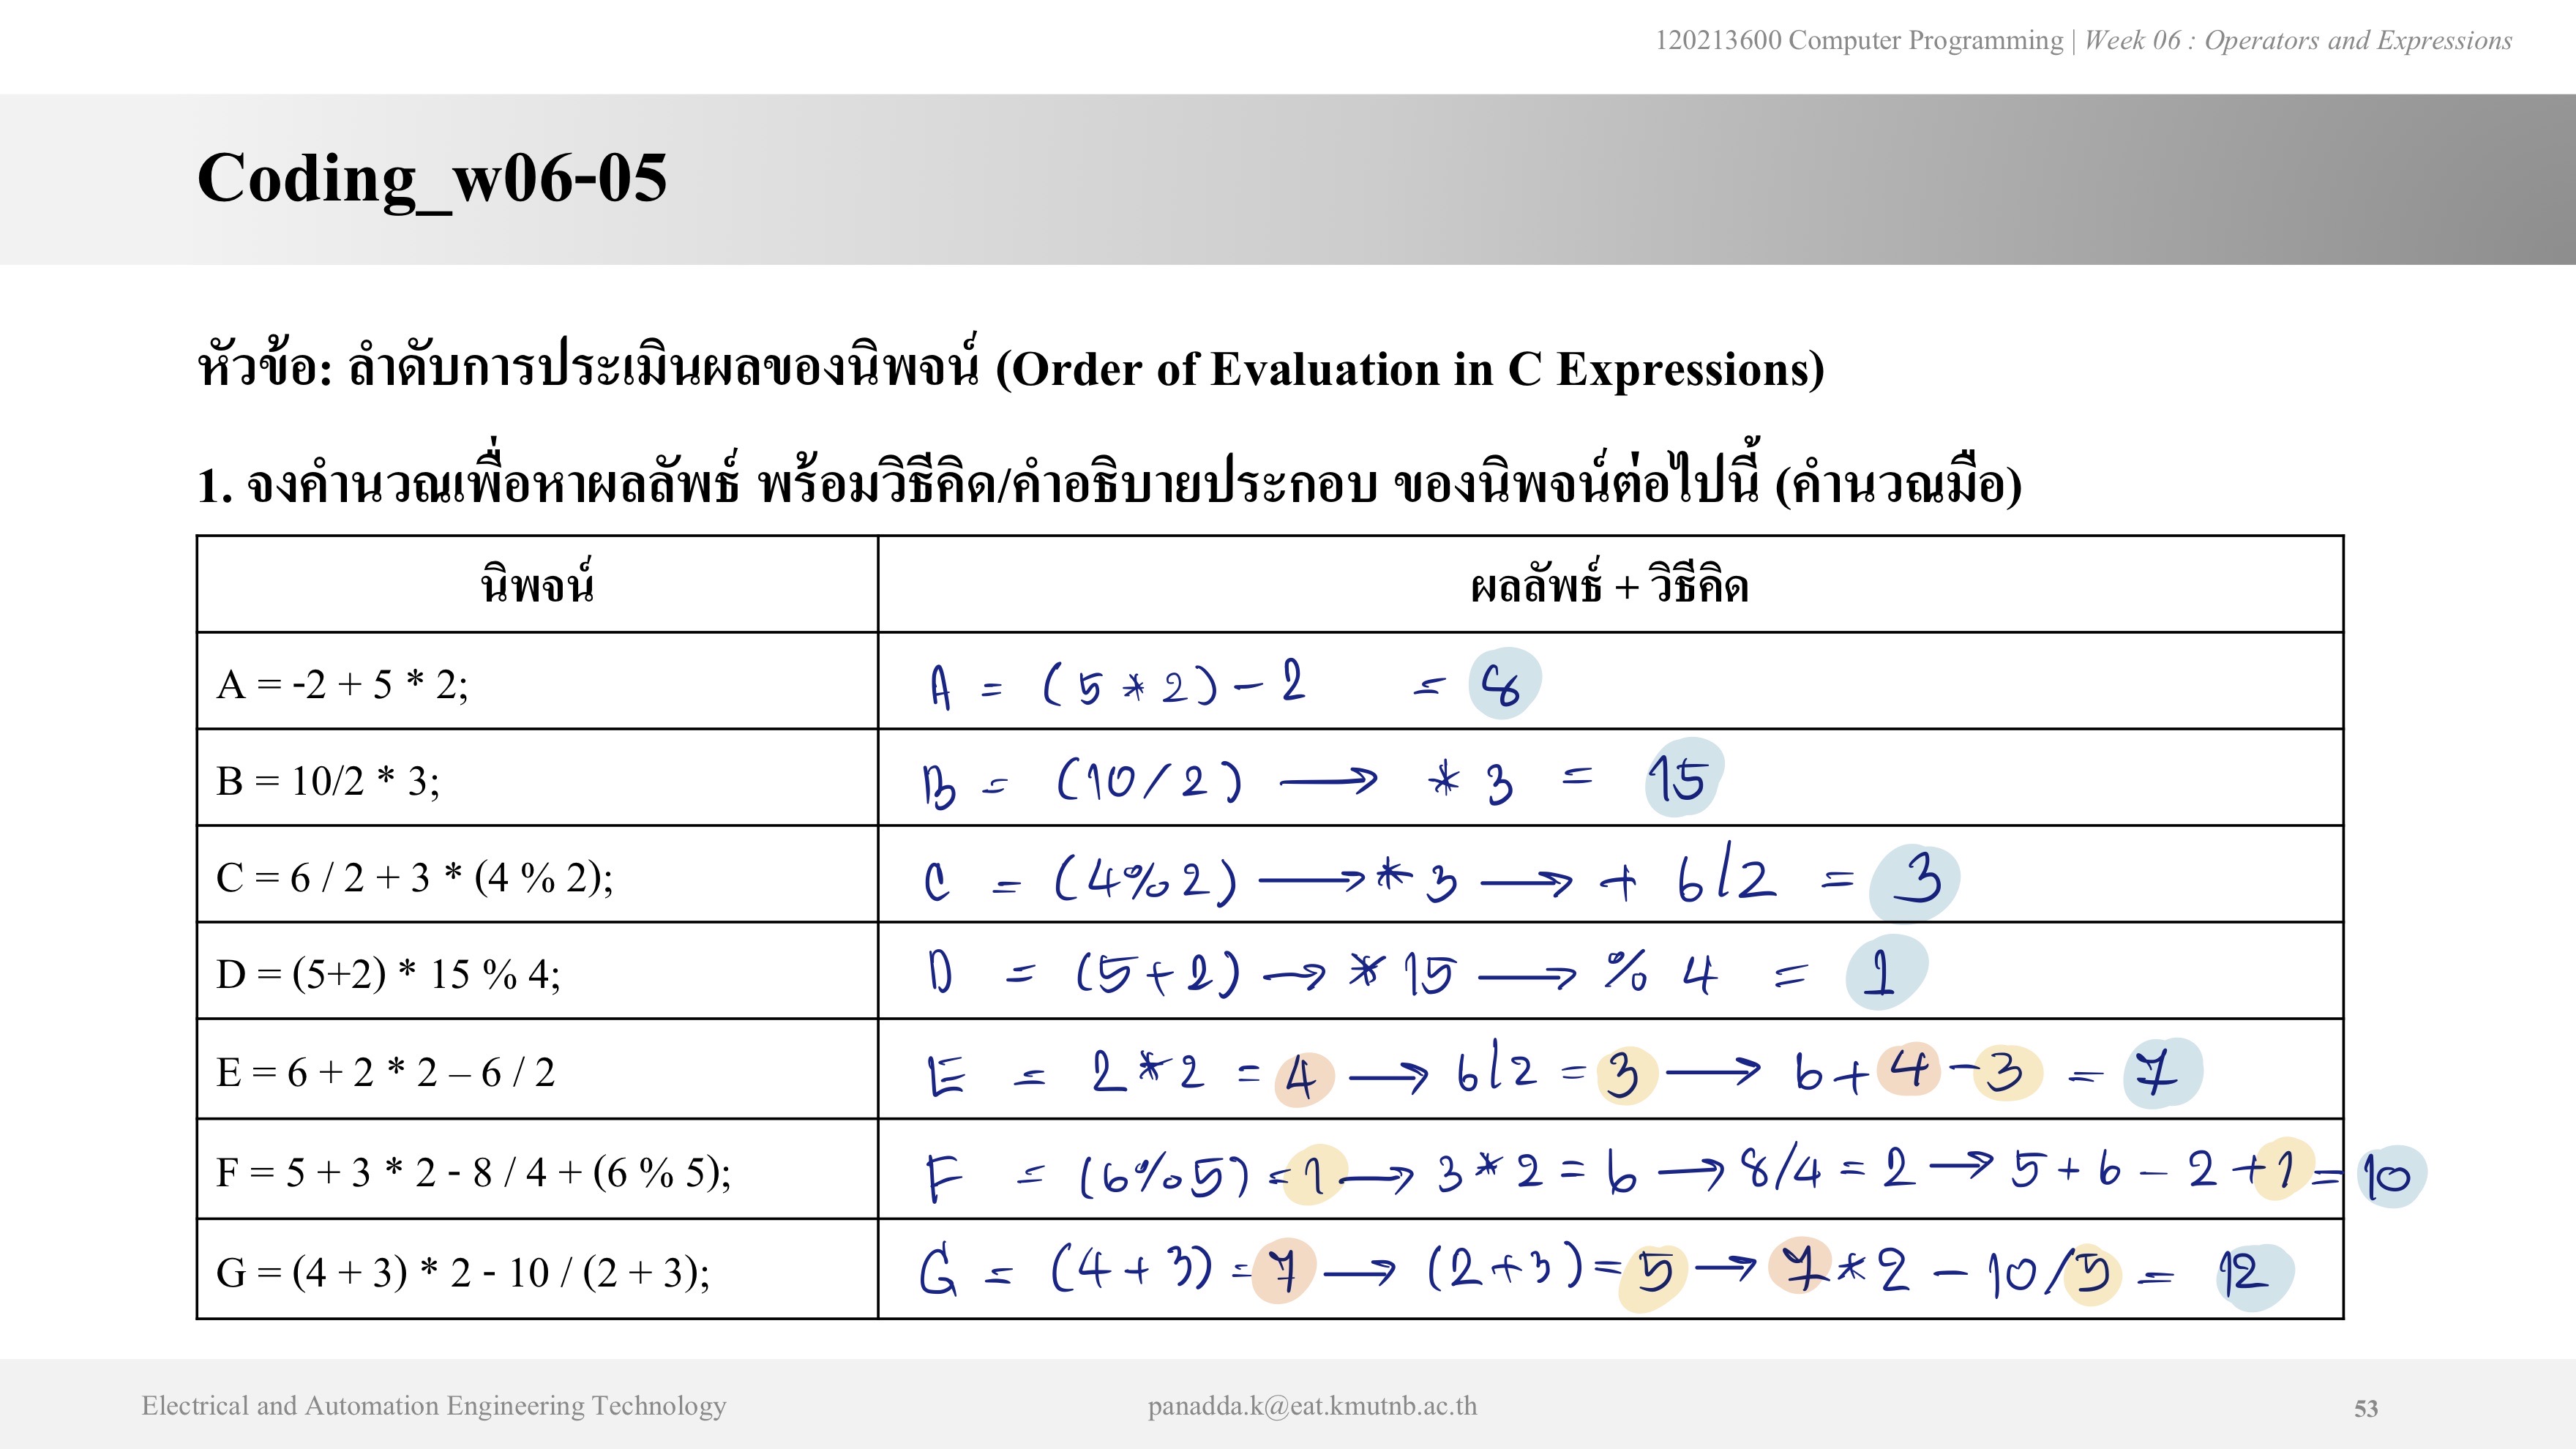 120213600 Computer Programming | Week 06 : Operators and Expressions
Coding_w06-05
หัวข้อ: ลำดับการประเมินผลของนิพจน์ (Order of Evaluation in C Expressions)
1. จงคำนวณเพื่อหาผลลัพธ์ พร้อมวิธีคิด/คำอธิบายประกอบ ของนิพจน์ต่อไปนี้ (คำนวณมือ)
นิพจน์ ผลลัพธ์ + วิธีคิด
A = -2 + 5 * 2; A = (5 * 2) - 2 = 8
B = 10/2 * 3; B = (10/2) → * 3 = 15
C = 6 / 2 + 3 * (4 % 2); C = (4%2) → * 3 → + 6/2 = 3
D = (5+2) * 15 % 4; D = (5+2) → * 15 → % 4 = 1
E = 6 + 2 * 2 – 6 / 2 E = 2 * 2 = 4 → 6/2 = 3 → 6 + 4 - 3 = 7
F = 5 + 3 * 2 - 8 / 4 + (6 % 5); F = (6%5) = 1 → 3 * 2 = 6 → 8/4 = 2 → 5 + 6 - 2 + 1 = 10
G = (4 + 3) * 2 - 10 / (2 + 3); G = (4 + 3) = 7 → (2 + 3) = 5 → 7 * 2 - 10/5 = 12
Electrical and Automation Engineering Technology panadda.k@eat.kmutnb.ac.th 53